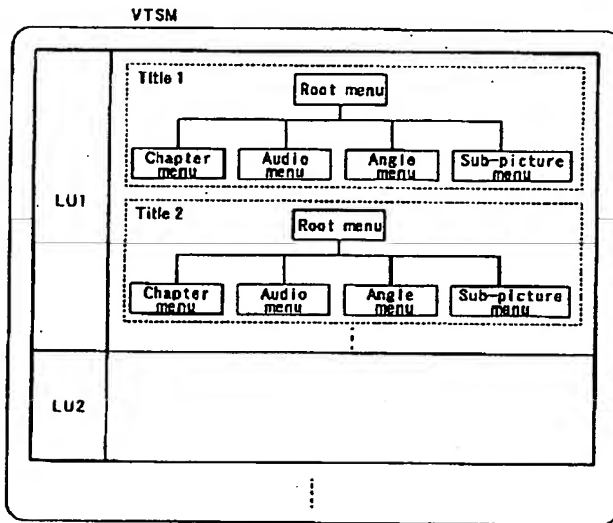 VTSM
LU1
Title 1
Root menu
Chapter
menu
Audio
menu
Angle
menu
Sub-picture
menu
Title 2
Root menu
Chapter
menu
Audio
menu
Angle
menu
Sub-picture
menu
LU2